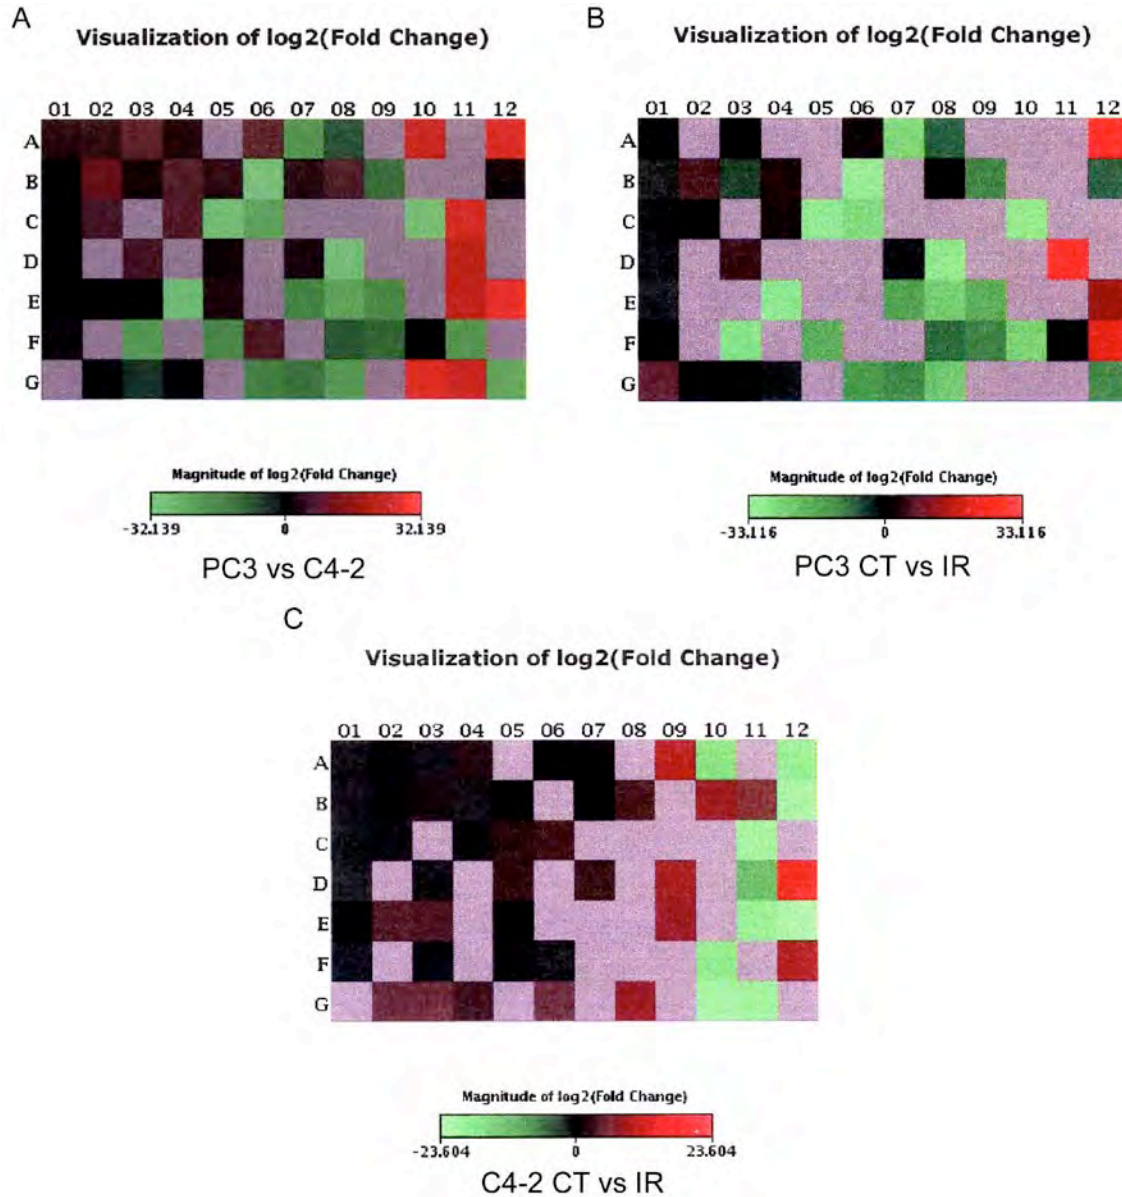 A
Visualization of log2(Fold Change)
01 02 03 04 05 06 07 08 09 10 11 12
A
B
C
D
E
F
G
Magnitude of log2(Fold Change)
-32.139 0 32.139
PC3 vs C4-2
B
Visualization of log2(Fold Change)
01 02 03 04 05 06 07 08 09 10 11 12
A
B
C
D
E
F
G
Magnitude of log2(Fold Change)
-33.116 0 33.116
PC3 CT vs IR
C
Visualization of log2(Fold Change)
01 02 03 04 05 06 07 08 09 10 11 12
A
B
C
D
E
F
G
Magnitude of log2(Fold Change)
-23.604 0 23.604
C4-2 CT vs IR